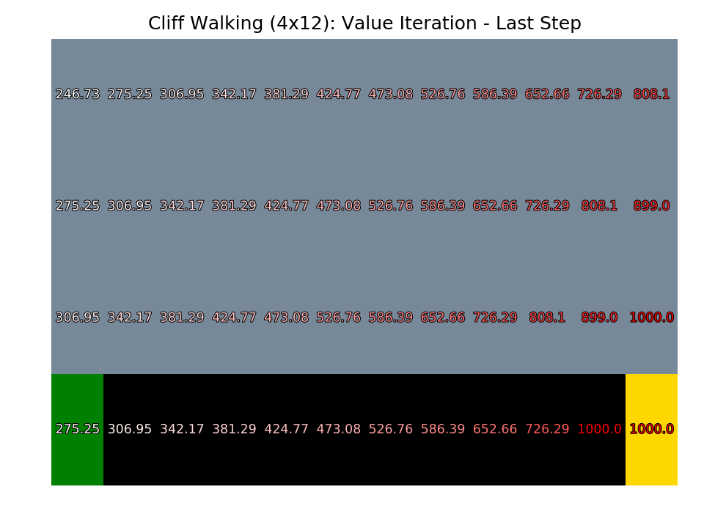 Cliff Walking (4x12): Value Iteration - Last Step
246.73 275.25 306.95 342.17 381.29 424.77 473.08 526.76 586.39 652.66 726.29 808.1
275.25 306.95 342.17 381.29 424.77 473.08 526.76 586.39 652.66 726.29 808.1 899.0
306.95 342.17 381.29 424.77 473.08 526.76 586.39 652.66 726.29 808.1 899.0 1000.0
275.25 306.95 342.17 381.29 424.77 473.08 526.76 586.39 652.66 726.29 1000.0 1000.0